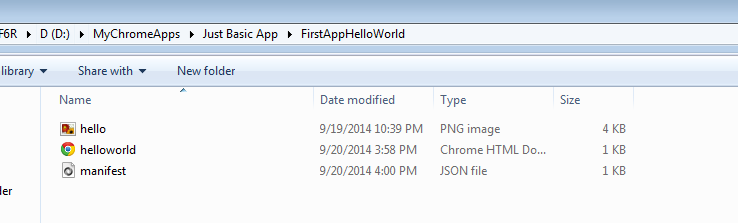 F6R D (D:) MyChromeApps Just Basic App FirstAppHelloWorld
library Share with New folder
Name Date modified Type Size
hello 9/19/2014 10:39 PM PNG image 4 KB
helloworld 9/20/2014 3:58 PM Chrome HTML Do... 1 KB
manifest 9/20/2014 4:00 PM JSON file 1 KB
ler